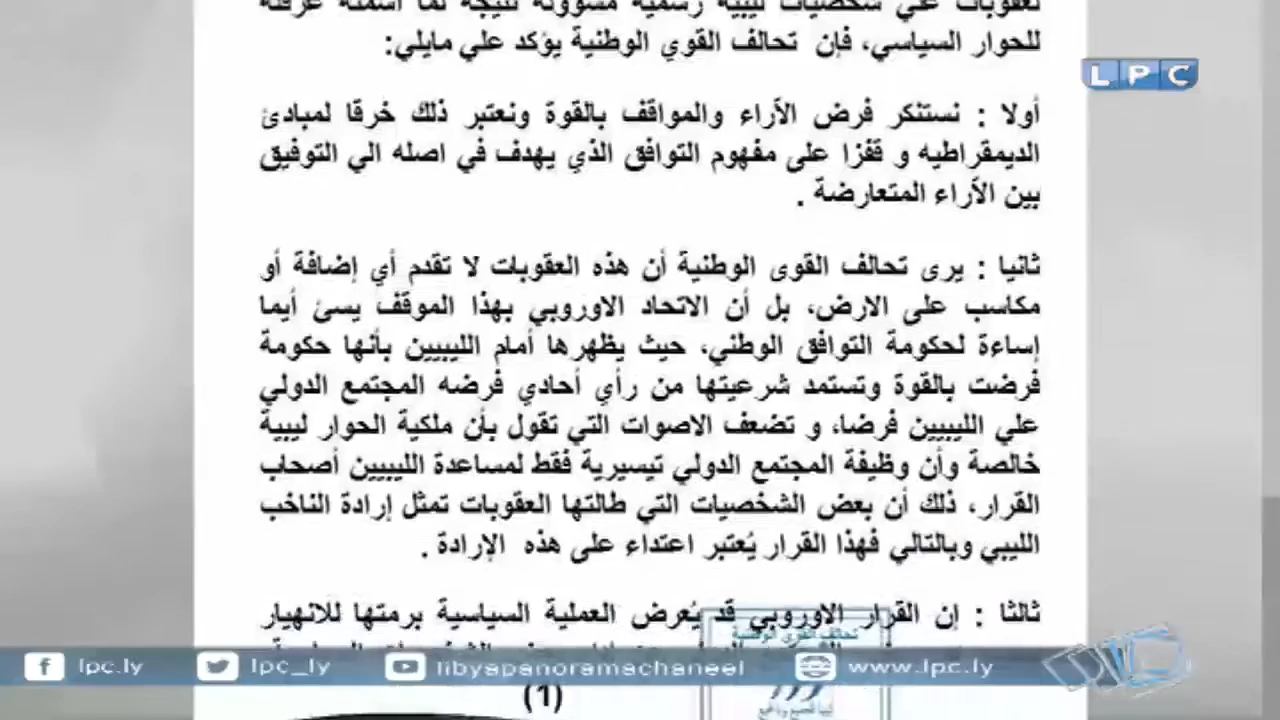 للحوار السياسي، فإن تحالف القوي الوطنية يؤكد علي مايلي:
LPC
أولا : نستنكر فرض الآراء والمواقف بالقوة ونعتبر ذلك خرقا لمبادئ
الديمقراطيه و قفزا على مفهوم التوافق الذي يهدف في اصله الي التوفيق
بين الآراء المتعارضة .
ثانيا : يرى تحالف القوى الوطنية أن هذه العقوبات لا تقدم أي إضافة أو
مكاسب على الارض، بل أن الاتحاد الاوروبي بهذا الموقف يسئ أيما
إساءة لحكومة التوافق الوطني، حيث يظهرها أمام الليبيين بأنها حكومة
فرضت بالقوة وتستمد شرعيتها من رأي أحادي فرضه المجتمع الدولي
علي الليبيين فرضا، و تضعف الاصوات التي تقول بأن ملكية الحوار ليبية
خالصة وأن وظيفة المجتمع الدولي تيسيرية فقط لمساعدة الليبيين أصحاب
القرار، ذلك أن بعض الشخصيات التي طالتها العقوبات تمثل إرادة الناخب
الليبي وبالتالي فهذا القرار يُعتبر اعتداء على هذه الإرادة .
ثالثا : إن القرار الاوروبي قد يُعرض العملية السياسية برمتها للانهيار
تحالف القوى الوطنية
lpc.ly lpc_ly libyapanoramachaneel www.lpc.ly
(1)